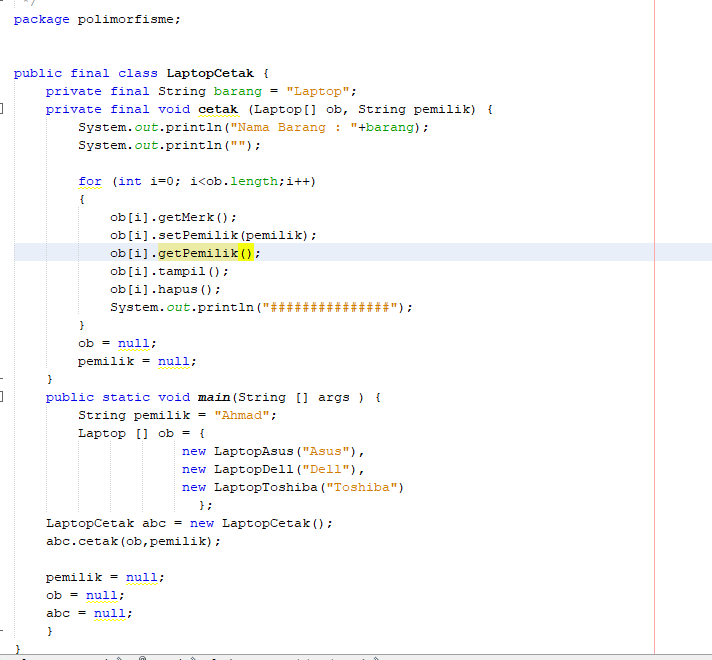 */
package polimorfisme;
public final class LaptopCetak {
private final String barang = "Laptop";
private final void cetak (Laptop[] ob, String pemilik) {
System.out.println("Nama Barang : "+barang);
System.out.println("");
for (int i=0; i<ob.length;i++)
{
ob[i].getMerk();
ob[i].setPemilik(pemilik);
ob[i].getPemilik();
ob[i].tampil();
ob[i].hapus();
System.out.println("###############");
}
ob = null;
pemilik = null;
}
public static void main(String [] args ) {
String pemilik = "Ahmad";
Laptop [] ob = {
new LaptopAsus("Asus"),
new LaptopDell("Dell"),
new LaptopToshiba("Toshiba")
};
LaptopCetak abc = new LaptopCetak();
abc.cetak(ob,pemilik);
pemilik = null;
ob = null;
abc = null;
}
}